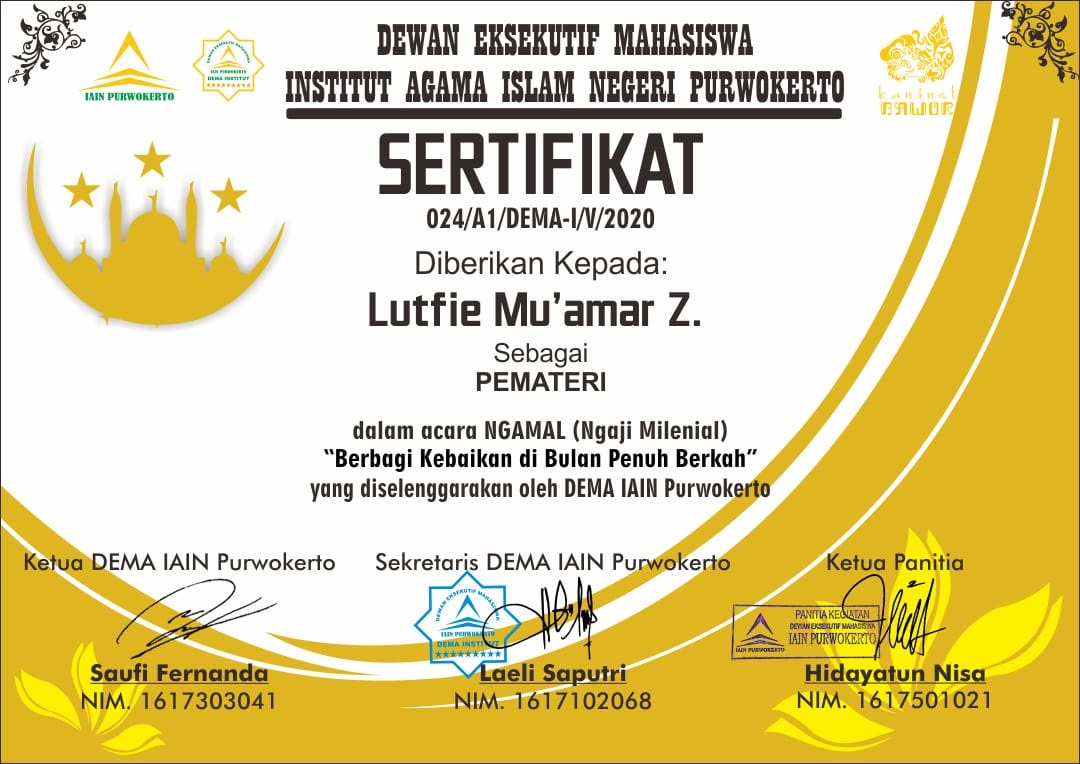 DEWAN EKSEKUTIF MAHASISWA
INSTITUT AGAMA ISLAM NEGERI PURWOKERTO
IAIN PURWOKERTO
DEWAN EKSEKUTIF MAHASISWA
IAIN PURWOKERTO
DEMA INSTITUT
kabinet
BAWOR
SERTIFIKAT
024/A1/DEMA-I/V/2020
Diberikan Kepada:
Lutfie Mu'amar Z.
Sebagai
PEMATERI
dalam acara NGAMAL (Ngaji Milenial)
“Berbagi Kebaikan di Bulan Penuh Berkah”
yang diselenggarakan oleh DEMA IAIN Purwokerto
Ketua DEMA IAIN Purwokerto
Sekretaris DEMA IAIN Purwokerto
Ketua Panitia
DEWAN EKSEKUTIF MAHASISWA
IAIN PURWOKERTO
DEMA INSTITUT
PANITIA KEGIATAN
DEWAN EKSEKUTIF MAHASISWA
IAIN PURWOKERTO
IAIN PURWOKERTO
Saufi Fernanda
NIM. 1617303041
Laeli Saputri
NIM. 1617102068
Hidayatun Nisa
NIM. 1617501021